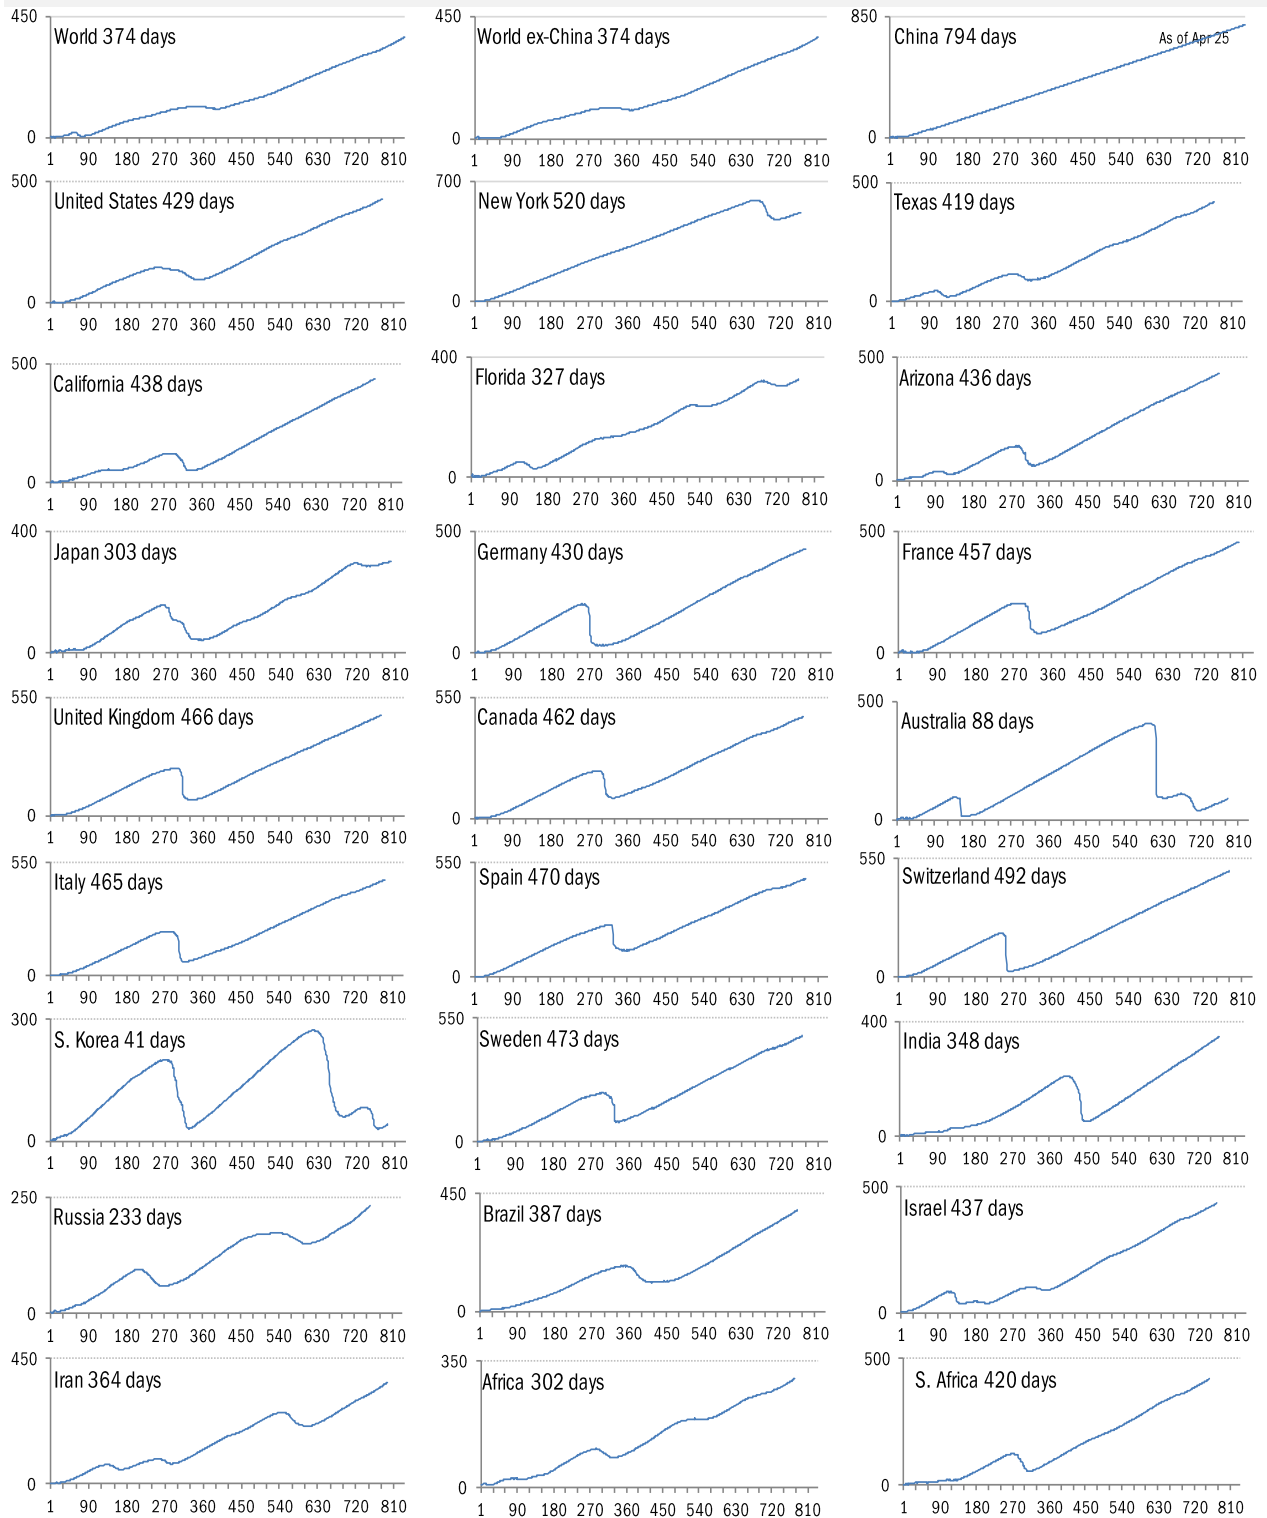 450
World 374 days
0
1 90 180 270 360 450 540 630 720 810
450
World ex-China 374 days
0
1 90 180 270 360 450 540 630 720 810
850
China 794 days
As of Apr 25
0
1 90 180 270 360 450 540 630 720 810
500
United States 429 days
0
1 90 180 270 360 450 540 630 720 810
700
New York 520 days
0
1 90 180 270 360 450 540 630 720 810
500
Texas 419 days
0
1 90 180 270 360 450 540 630 720 810
500
California 438 days
0
1 90 180 270 360 450 540 630 720 810
400
Florida 327 days
0
1 90 180 270 360 450 540 630 720 810
500
Arizona 436 days
0
1 90 180 270 360 450 540 630 720 810
400
Japan 303 days
0
1 90 180 270 360 450 540 630 720 810
500
Germany 430 days
0
1 90 180 270 360 450 540 630 720 810
500
France 457 days
0
1 90 180 270 360 450 540 630 720 810
550
United Kingdom 466 days
0
1 90 180 270 360 450 540 630 720 810
550
Canada 462 days
0
1 90 180 270 360 450 540 630 720 810
500
Australia 88 days
0
1 90 180 270 360 450 540 630 720 810
550
Italy 465 days
0
1 90 180 270 360 450 540 630 720 810
550
Spain 470 days
0
1 90 180 270 360 450 540 630 720 810
550
Switzerland 492 days
0
1 90 180 270 360 450 540 630 720 810
300
S. Korea 41 days
0
1 90 180 270 360 450 540 630 720 810
550
Sweden 473 days
0
1 90 180 270 360 450 540 630 720 810
400
India 348 days
0
1 90 180 270 360 450 540 630 720 810
250
Russia 233 days
0
1 90 180 270 360 450 540 630 720 810
450
Brazil 387 days
0
1 90 180 270 360 450 540 630 720 810
500
Israel 437 days
0
1 90 180 270 360 450 540 630 720 810
450
Iran 364 days
0
1 90 180 270 360 450 540 630 720 810
350
Africa 302 days
0
1 90 180 270 360 450 540 630 720 810
500
S. Africa 420 days
0
1 90 180 270 360 450 540 630 720 810